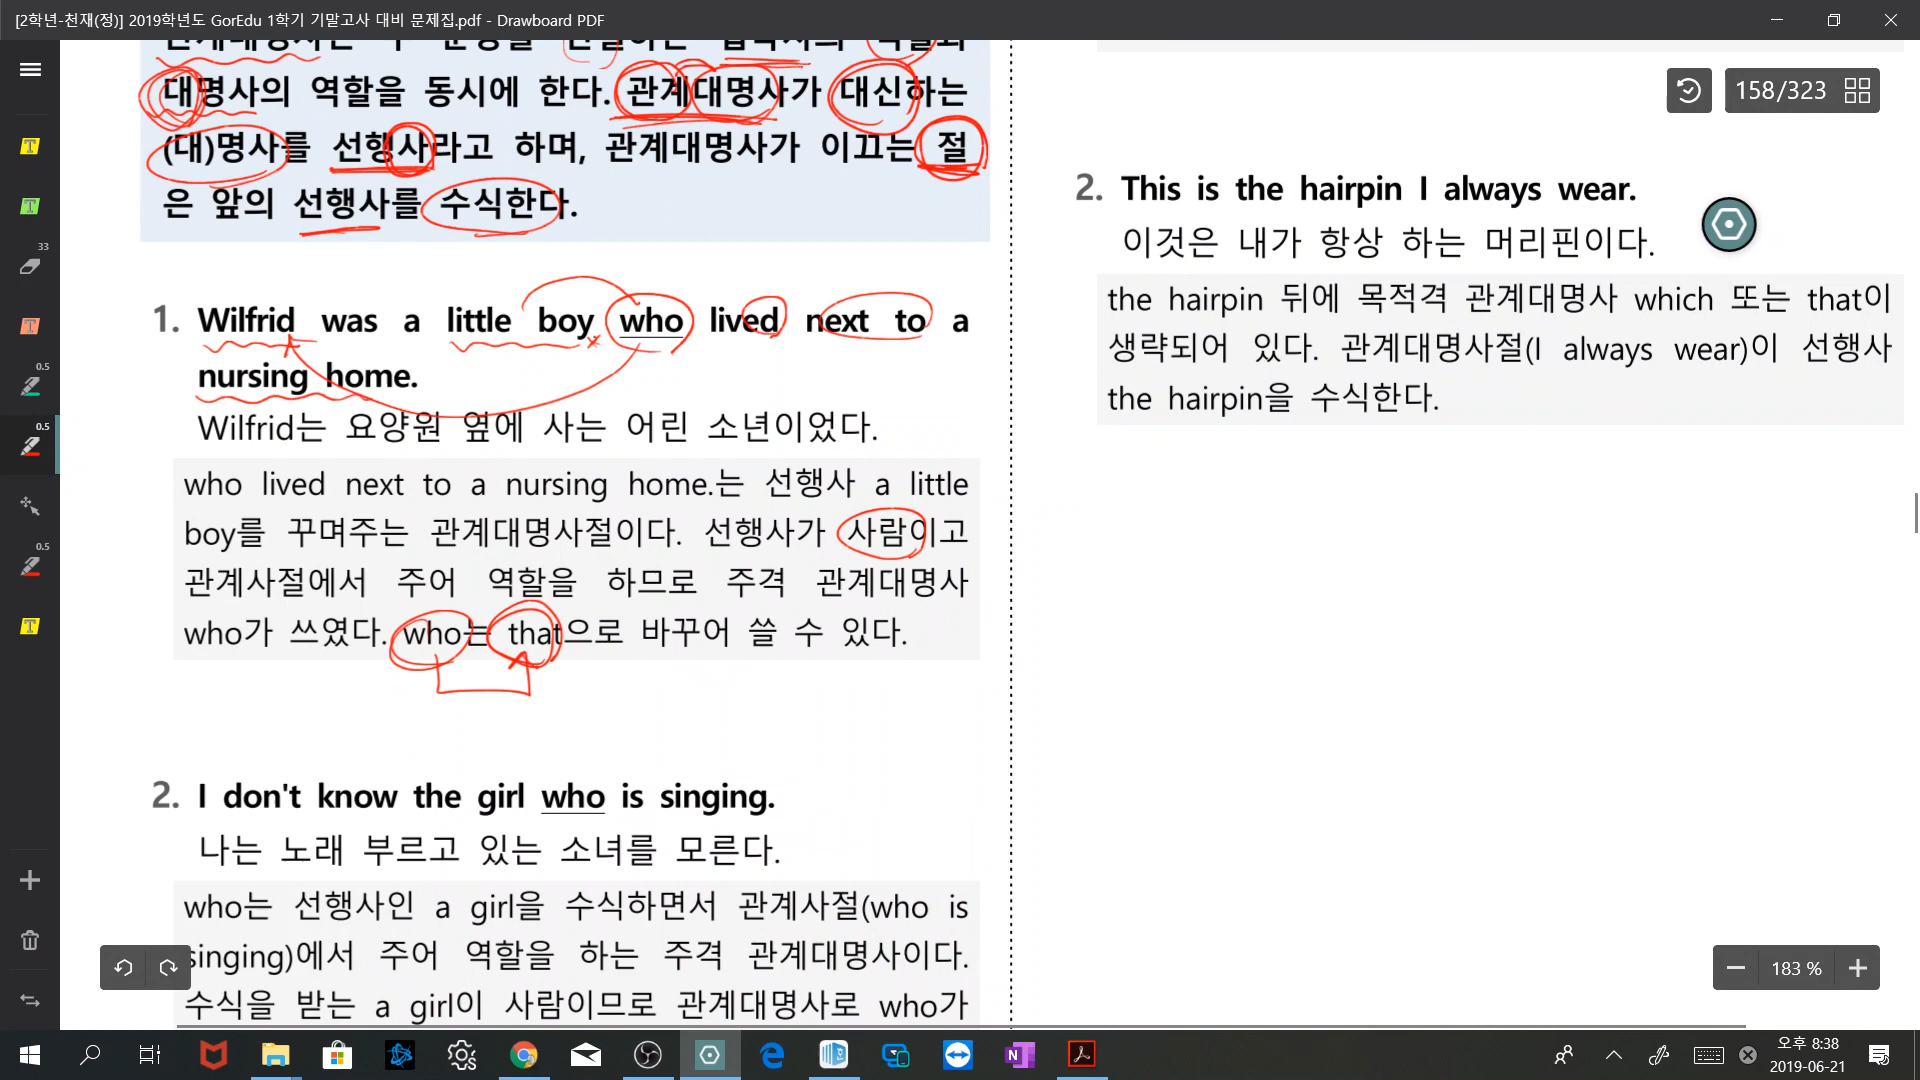 [2학년-천재(정)] 2019학년도 GorEdu 1학기 기말고사 대비 문제집.pdf - Drawboard PDF
대명사의 역할을 동시에 한다. 관계대명사가 대신하는
(대)명사를 선행사라고 하며, 관계대명사가 이끄는 절
은 앞의 선행사를 수식한다.
1. Wilfrid was a little boy who lived next to a
nursing home.
Wilfrid는 요양원 옆에 사는 어린 소년이었다.
who lived next to a nursing home.는 선행사 a little
boy를 꾸며주는 관계대명사절이다. 선행사가 사람이고
관계사절에서 주어 역할을 하므로 주격 관계대명사
who가 쓰였다. who는 that으로 바꾸어 쓸 수 있다.
2. I don't know the girl who is singing.
나는 노래 부르고 있는 소녀를 모른다.
who는 선행사인 a girl을 수식하면서 관계사절(who is
singing)에서 주어 역할을 하는 주격 관계대명사이다.
수식을 받는 a girl이 사람이므로 관계대명사로 who가
158/323
2. This is the hairpin I always wear.
이것은 내가 항상 하는 머리핀이다.
the hairpin 뒤에 목적격 관계대명사 which 또는 that이
생략되어 있다. 관계대명사절(I always wear)이 선행사
the hairpin을 수식한다.
33
0.5
0.5
0.5
183 %
오후 8:38
2019-06-21